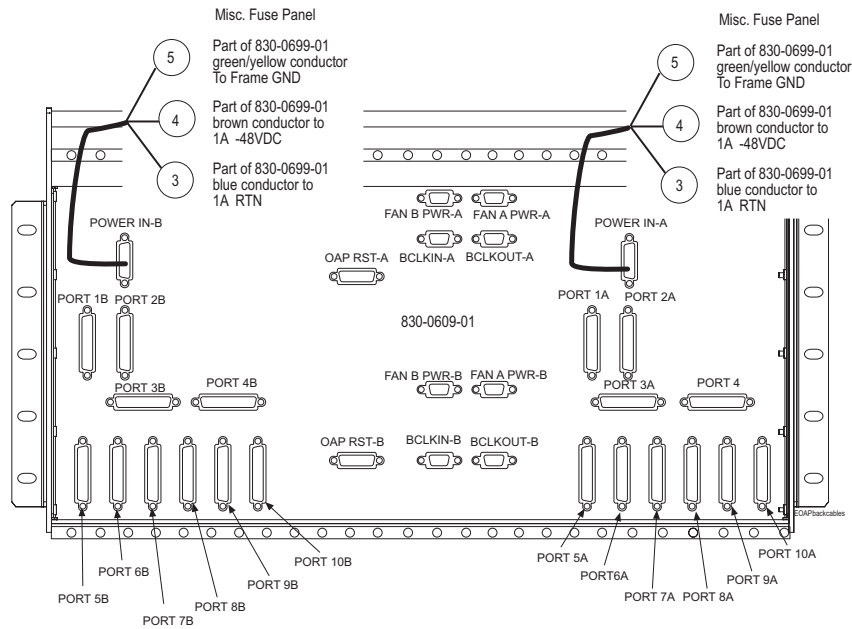 Misc. Fuse Panel
5
Part of 830-0699-01
green/yellow conductor
To Frame GND
4
Part of 830-0699-01
brown conductor to
1A -48VDC
3
Part of 830-0699-01
blue conductor to
1A RTN
Misc. Fuse Panel
5
Part of 830-0699-01
green/yellow conductor
To Frame GND
4
Part of 830-0699-01
brown conductor to
1A -48VDC
3
Part of 830-0699-01
blue conductor to
1A RTN
POWER IN-B
FAN B PWR-A
FAN A PWR-A
POWER IN-A
OAP RST-A
BCLKIN-A
BCLKOUT-A
PORT 1B
PORT 2B
PORT 1A
PORT 2A
830-0609-01
PORT 3B
PORT 4B
FAN B PWR-B
FAN A PWR-B
PORT 3A
PORT 4
OAP RST-B
BCLKIN-B
BCLKOUT-B
EOAPbackcables
PORT 5B
PORT 6B
PORT 7B
PORT 8B
PORT 9B
PORT 10B
PORT 5A
PORT6A
PORT 7A
PORT 8A
PORT 9A
PORT 10A